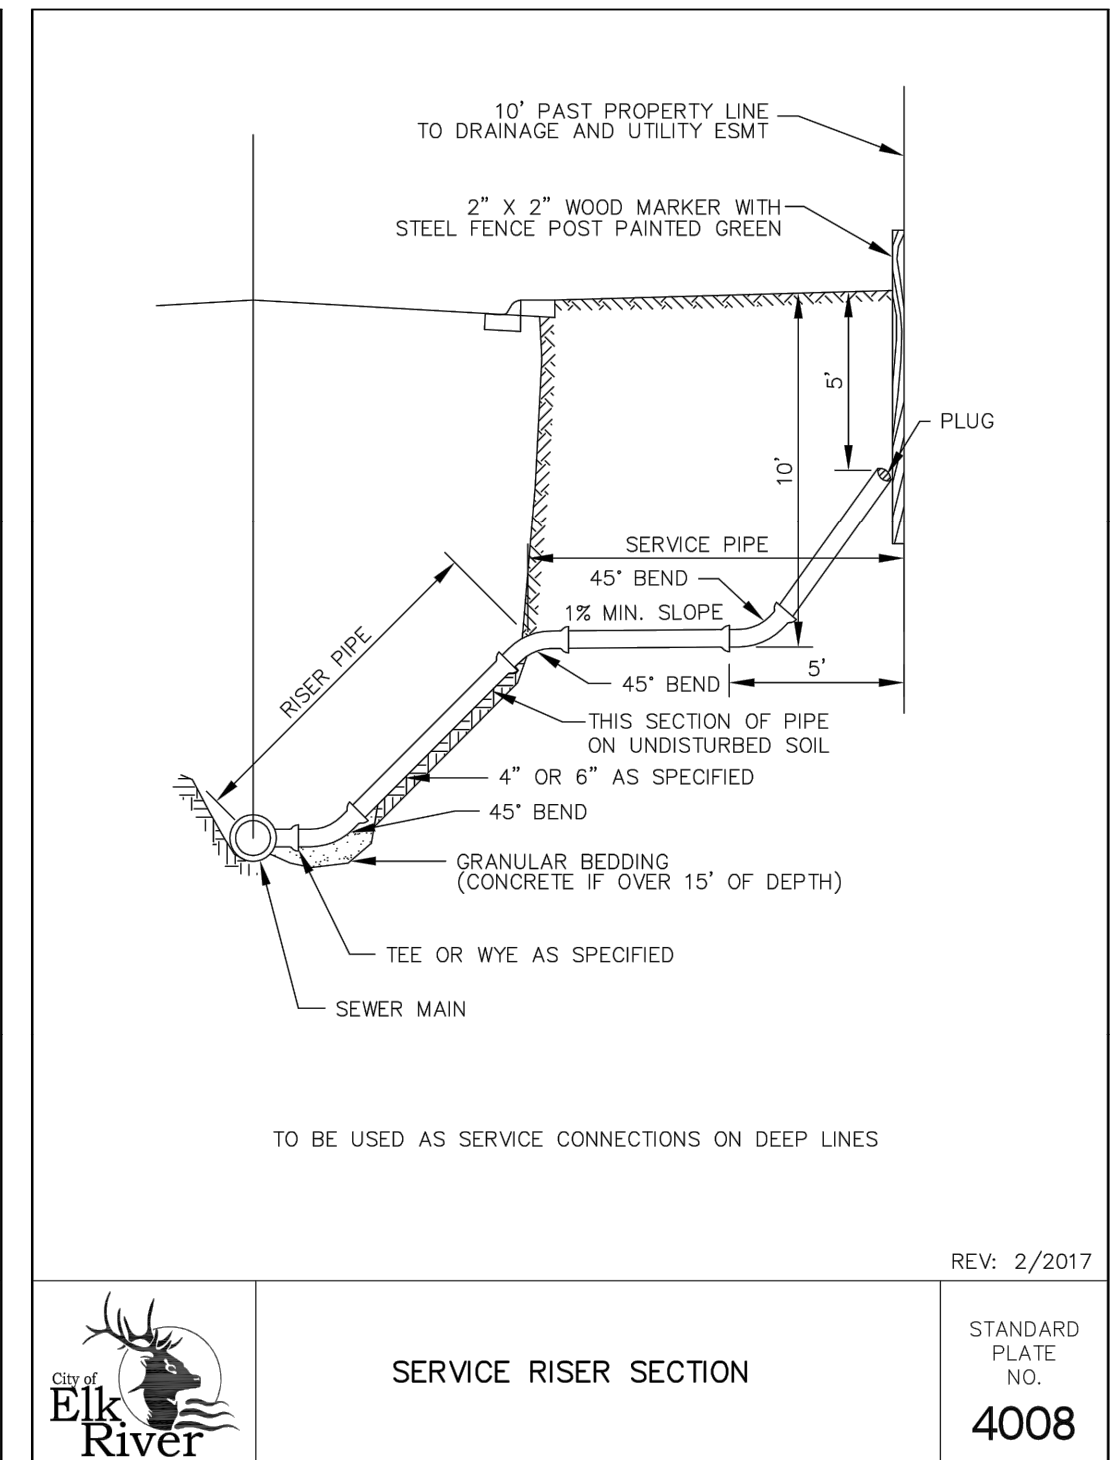 10' PAST PROPERTY LINE
TO DRAINAGE AND UTILITY ESMT
2" X 2" WOOD MARKER WITH
STEEL FENCE POST PAINTED GREEN
5'
PLUG
10'
SERVICE PIPE
45° BEND
1% MIN. SLOPE
RISER PIPE
5'
45° BEND
THIS SECTION OF PIPE
ON UNDISTURBED SOIL
4" OR 6" AS SPECIFIED
45° BEND
GRANULAR BEDDING
(CONCRETE IF OVER 15' OF DEPTH)
TEE OR WYE AS SPECIFIED
SEWER MAIN
TO BE USED AS SERVICE CONNECTIONS ON DEEP LINES
REV: 2/2017
City of
Elk
River
SERVICE RISER SECTION
STANDARD
PLATE
NO.
4008